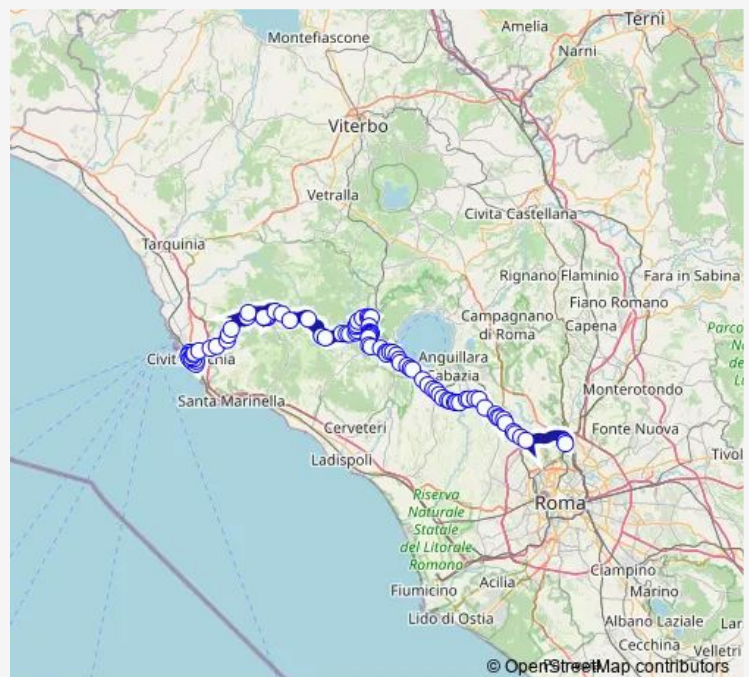 Terni
Amelia
Montefiascone
Narni
Viterbo
Vetralla
Civita Castellana
Tarquinia
Rignano Flaminio
Fara in Sabina
Fiano Romano
Campagnano
di Roma
Capena
Parco
Anguillara
Monterotondo
Santa Marinella
Fonte Nuova
Cerveteri
Tivol
Ladispoli
Riserva
Naturale
Statale
del Litorale
Romano
Roma
Ciampino
Fiumicino
Acilia
Marino
Lido di Ostia
Albano Laziale
Lar
Cecchina
Velletri
© OpenStreetMap contributors